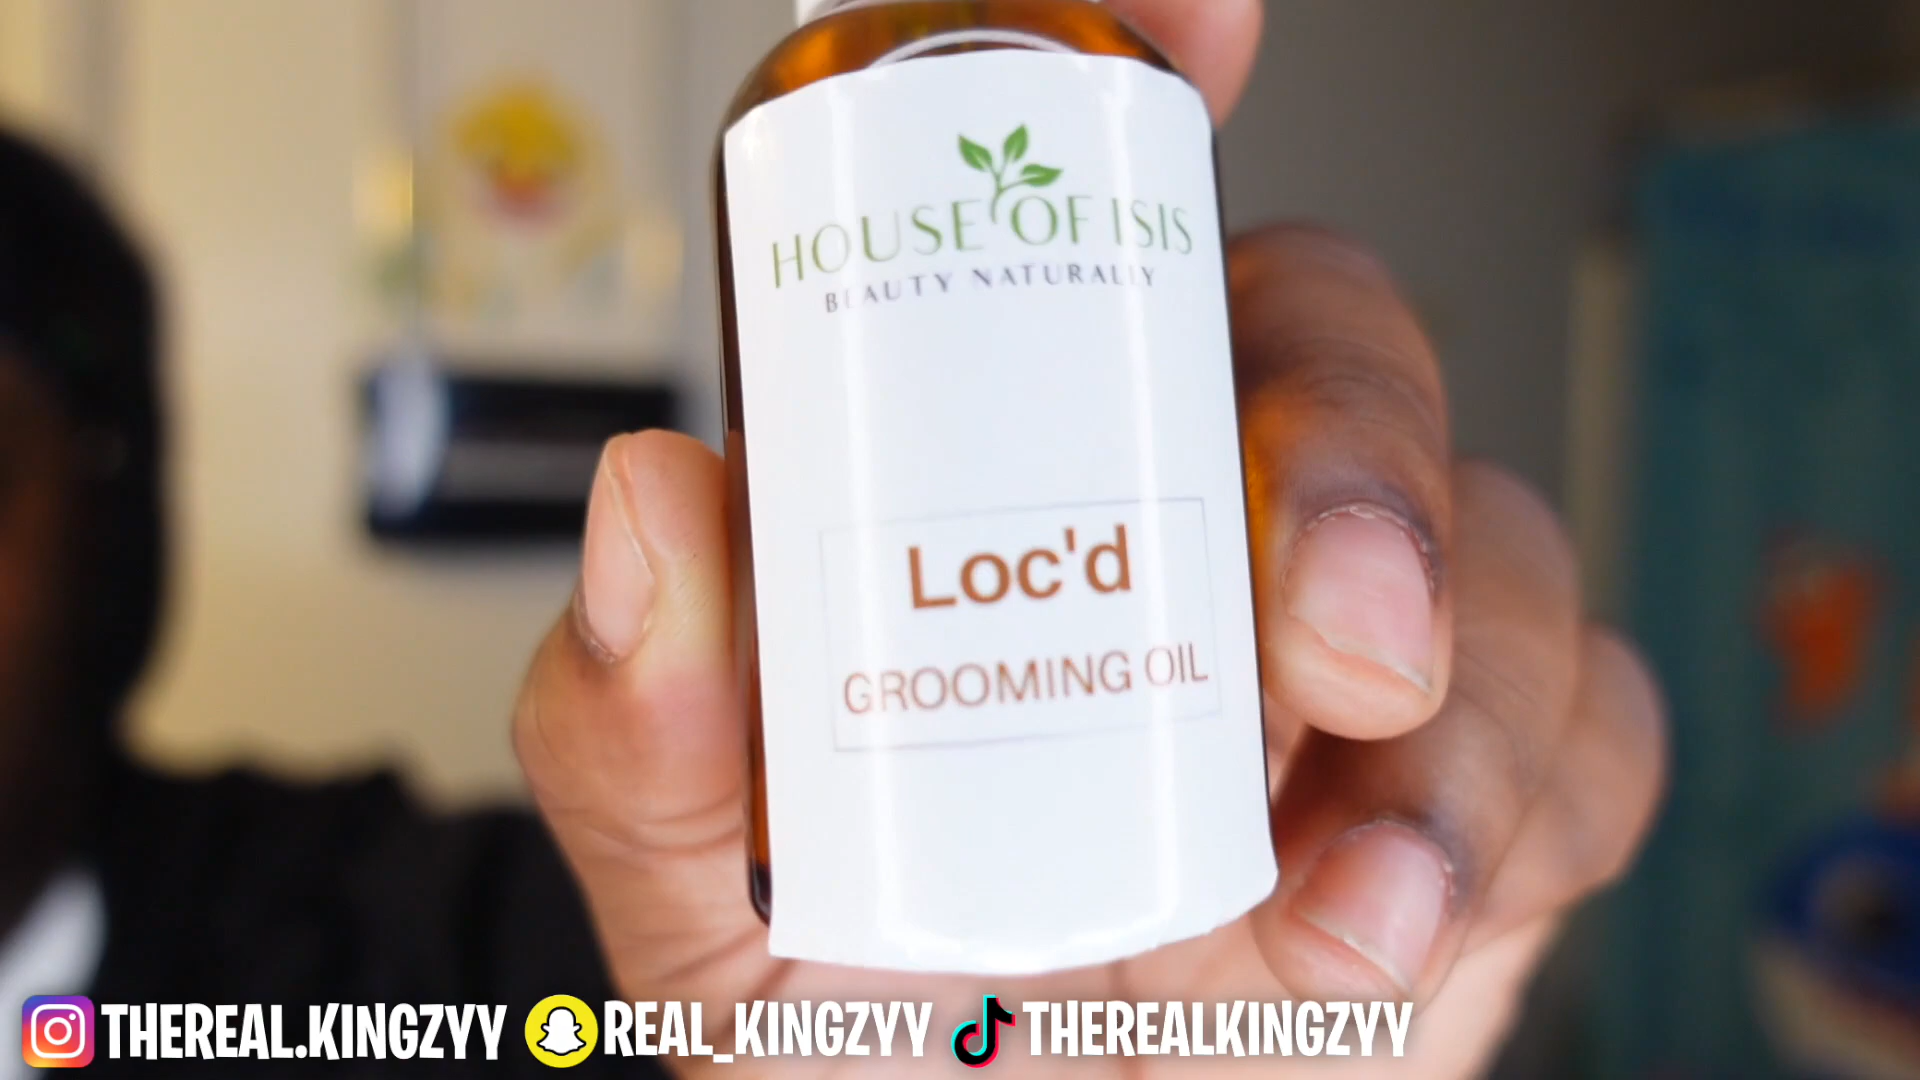 HOUSE OF ISIS
BEAUTY NATURALLY
Loc'd
GROOMING OIL
THEREAL.KINGZYY REAL_KINGZYY THEREALKINGZYY